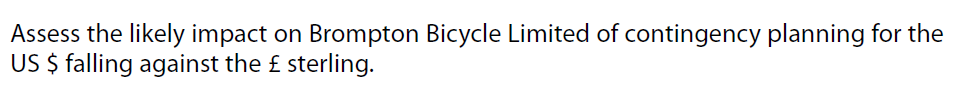 Assess the likely impact on Brompton Bicycle Limited of contingency planning for the
US $ falling against the £ sterling.